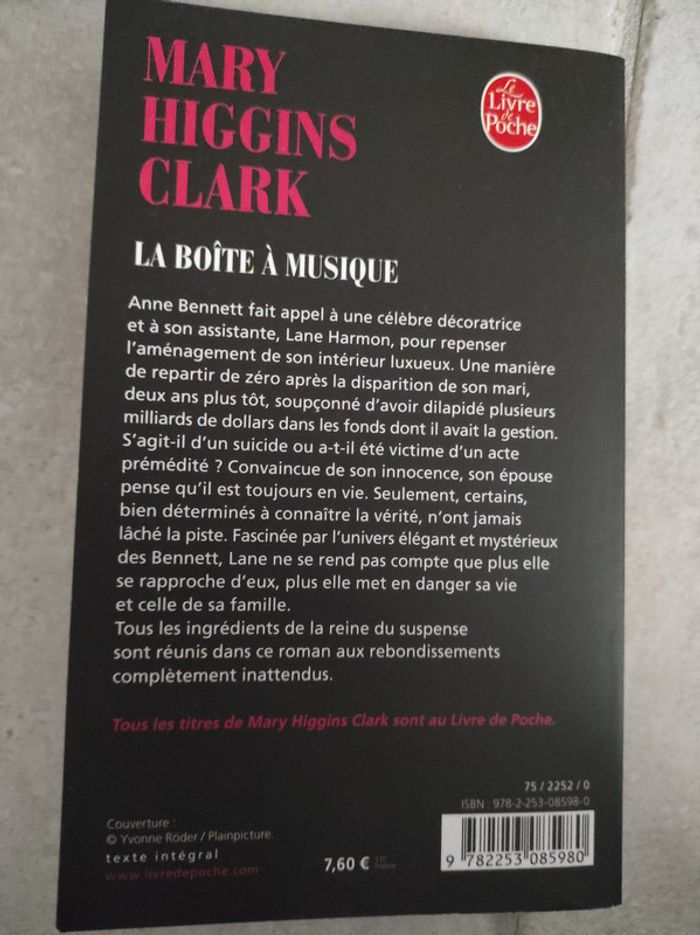 MARY
HIGGINS
CLARK
Le
Livre
de
Poche
LA BOÎTE À MUSIQUE
Anne Bennett fait appel à une célèbre décoratrice
et à son assistante, Lane Harmon, pour repenser
l'aménagement de son intérieur luxueux. Une manière
de repartir de zéro après la disparition de son mari,
deux ans plus tôt, soupçonné d'avoir dilapidé plusieurs
milliards de dollars dans les fonds dont il avait la gestion.
S'agit-il d'un suicide ou a-t-il été victime d'un acte
prémédité ? Convaincue de son innocence, son épouse
pense qu'il est toujours en vie. Seulement, certains,
bien déterminés à connaître la vérité, n'ont jamais
lâché la piste. Fascinée par l'univers élégant et mystérieux
des Bennett, Lane ne se rend pas compte que plus elle
se rapproche d'eux, plus elle met en danger sa vie
et celle de sa famille.
Tous les ingrédients de la reine du suspense
sont réunis dans ce roman aux rebondissements
complètement inattendus.
Tous les titres de Mary Higgins Clark sont au Livre de Poche.
75 / 2252 / 0
ISBN : 978-2-253-08598-0
Couverture :
© Yvonne Röder / Plainpicture.
texte intégral
www.livredepoche.com
7,60 € TTC
France
9 782253 085980